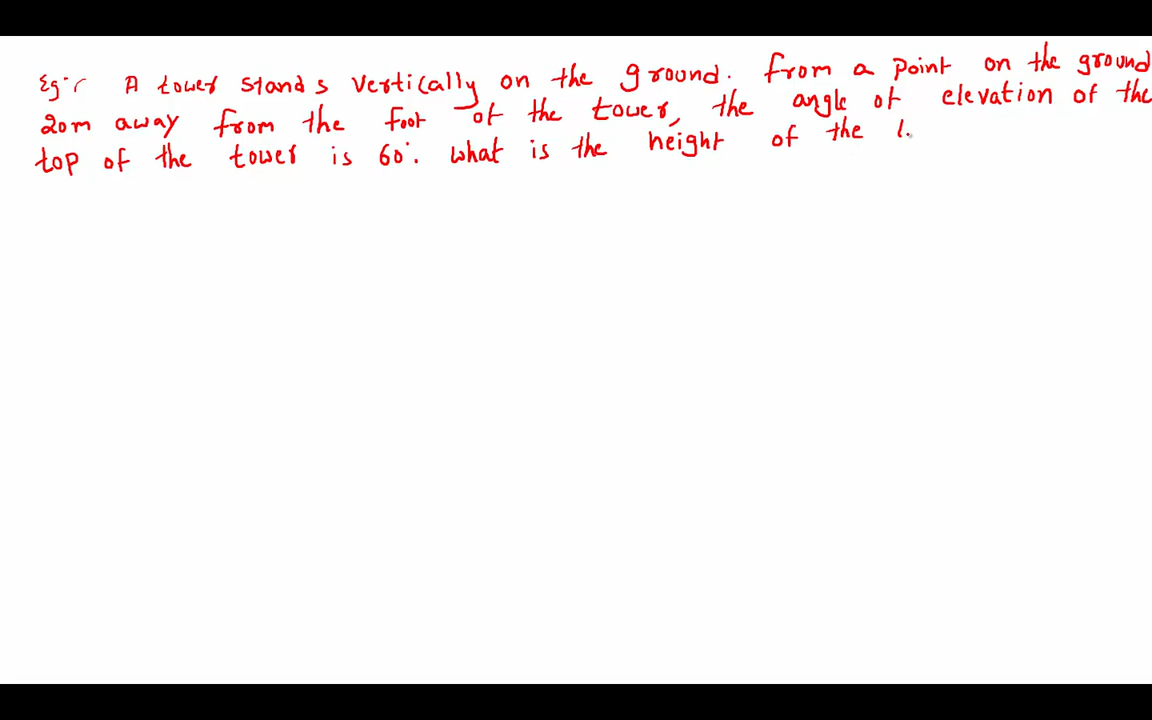 Eg:- A tower stands vertically on the ground. From a point on the ground
20m away from the foot of the tower, the angle of elevation of the
top of the tower is 60°. What is the height of the